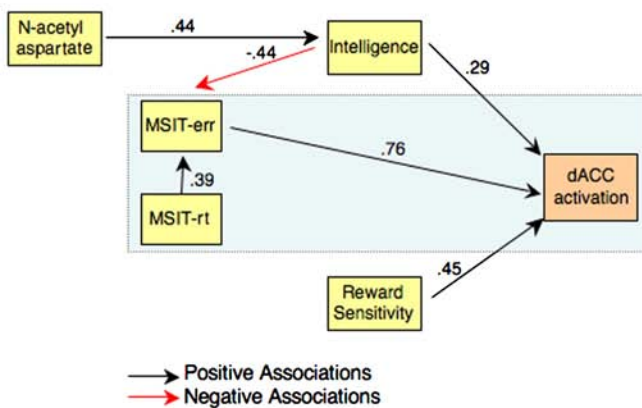 N-acetyl
aspartate
.44
Intelligence
-.44
.29
MSIT-err
.76
dACC
activation
.39
MSIT-rt
.45
Reward
Sensitivity
Positive Associations
Negative Associations